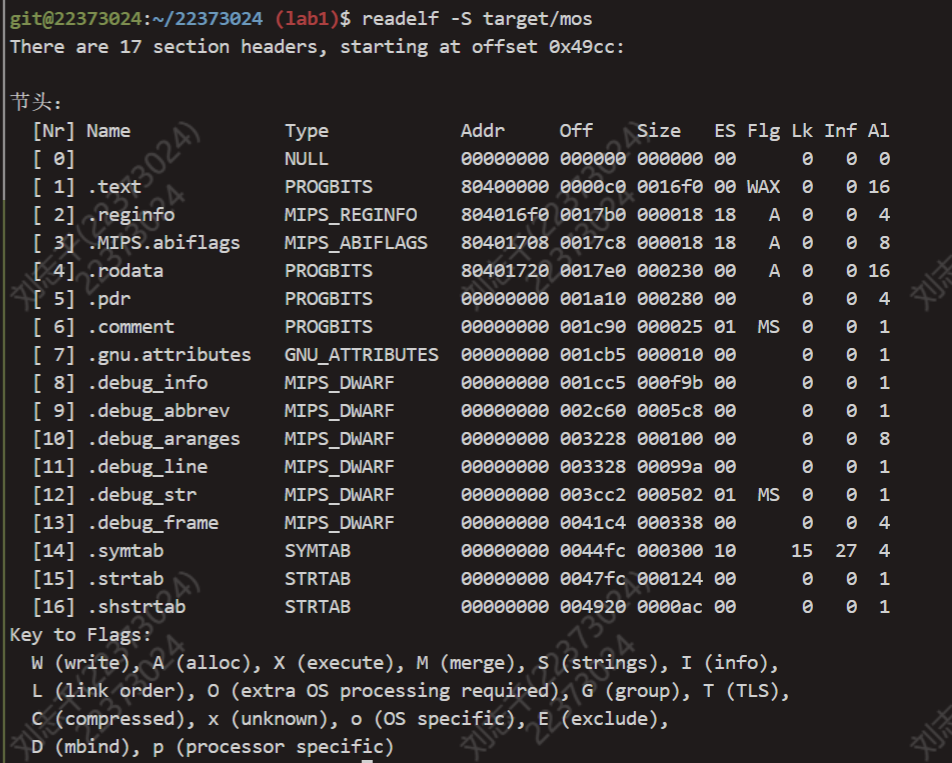 git@22373024:~/22373024 (lab1)$ readelf -S target/mos
There are 17 section headers, starting at offset 0x49cc:
节头:
[Nr] Name Type Addr Off Size ES Flg Lk Inf Al
[ 0] NULL 00000000 000000 000000 00 0 0 0
[ 1] .text PROGBITS 80400000 0000c0 0016f0 00 WAX 0 0 16
[ 2] .reginfo MIPS_REGINFO 804016f0 0017b0 000018 18 A 0 0 4
[ 3] .MIPS.abiflags MIPS_ABIFLAGS 80401708 0017c8 000018 18 A 0 0 8
[ 4] .rodata PROGBITS 80401720 0017e0 000230 00 A 0 0 16
[ 5] .pdr PROGBITS 00000000 001a10 000280 00 0 0 4
[ 6] .comment PROGBITS 00000000 001c90 000025 01 MS 0 0 1
[ 7] .gnu.attributes GNU_ATTRIBUTES 00000000 001cb5 000010 00 0 0 1
[ 8] .debug_info MIPS_DWARF 00000000 001cc5 000f9b 00 0 0 1
[ 9] .debug_abbrev MIPS_DWARF 00000000 002c60 0005c8 00 0 0 1
[10] .debug_aranges MIPS_DWARF 00000000 003228 000100 00 0 0 8
[11] .debug_line MIPS_DWARF 00000000 003328 00099a 00 0 0 1
[12] .debug_str MIPS_DWARF 00000000 003cc2 000502 01 MS 0 0 1
[13] .debug_frame MIPS_DWARF 00000000 0041c4 000338 00 0 0 4
[14] .symtab SYMTAB 00000000 0044fc 000300 10 15 27 4
[15] .strtab STRTAB 00000000 0047fc 000124 00 0 0 1
[16] .shstrtab STRTAB 00000000 004920 0000ac 00 0 0 1
Key to Flags:
W (write), A (alloc), X (execute), M (merge), S (strings), I (info),
L (link order), O (extra OS processing required), G (group), T (TLS),
C (compressed), x (unknown), o (OS specific), E (exclude),
D (mbind), p (processor specific)